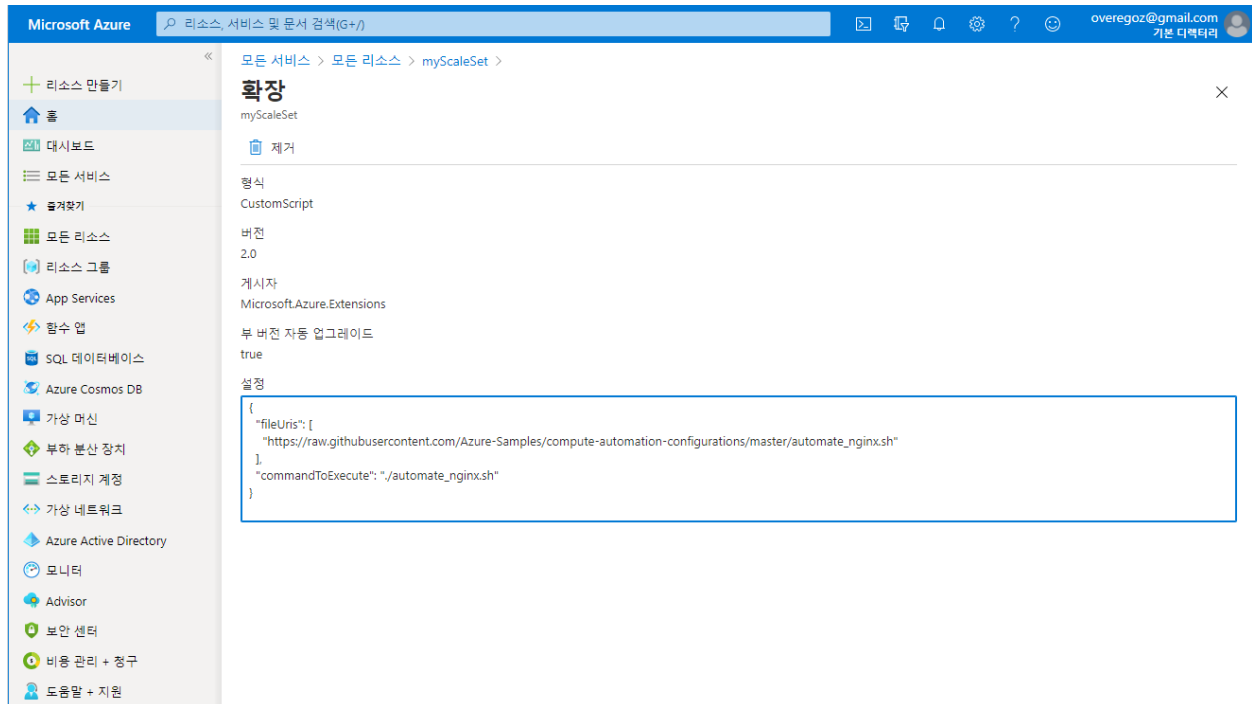 Microsoft Azure
리소스, 서비스 및 문서 검색(G+/)
overegoz@gmail.com
기본 디렉터리
«
리소스 만들기
홈
대시보드
모든 서비스
즐겨찾기
모든 리소스
리소스 그룹
App Services
함수 앱
SQL 데이터베이스
Azure Cosmos DB
가상 머신
부하 분산 장치
스토리지 계정
가상 네트워크
Azure Active Directory
모니터
Advisor
보안 센터
비용 관리 + 청구
도움말 + 지원
모든 서비스 > 모든 리소스 > myScaleSet >
확장
myScaleSet
제거
형식
CustomScript
버전
2.0
게시자
Microsoft.Azure.Extensions
부 버전 자동 업그레이드
true
설정
{
"fileUris": [
"https://raw.githubusercontent.com/Azure-Samples/compute-automation-configurations/master/automate_nginx.sh"
],
"commandToExecute": "./automate_nginx.sh"
}